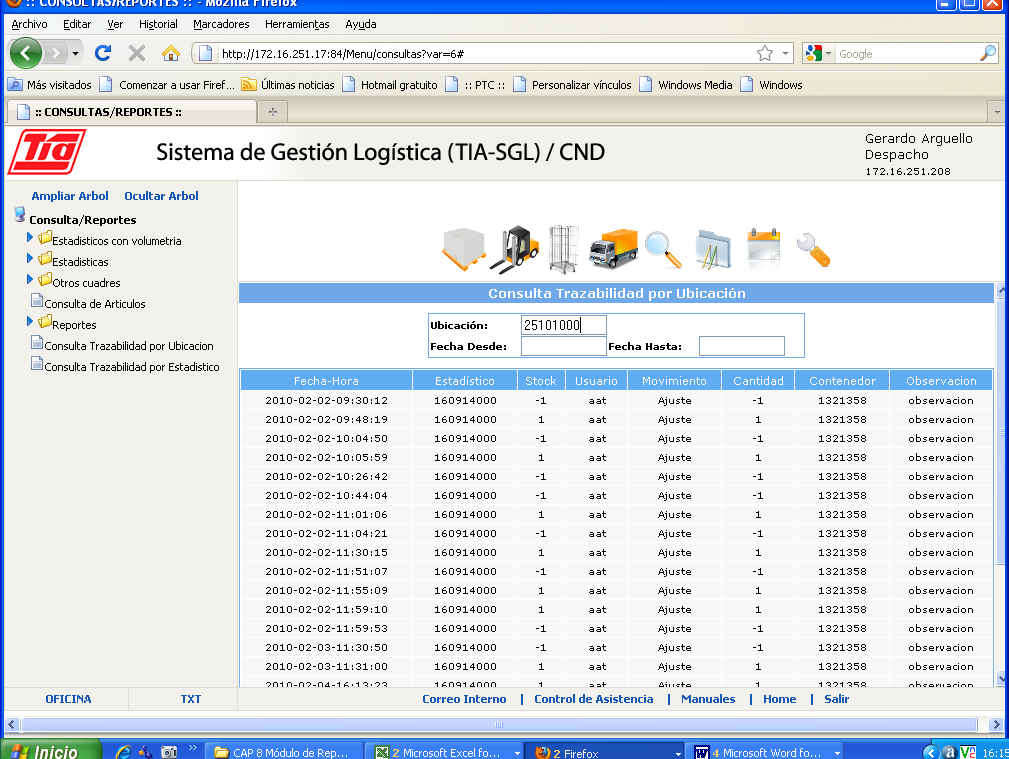 :: CONSULTAS/REPORTES :: - Mozilla Firefox
Archivo Editar Ver Historial Marcadores Herramientas Ayuda
http://172.16.251.17:84/Menu/consultas?var=6# Google
Más visitados Comenzar a usar Firef... Últimas noticias Hotmail gratuito :: PTC :: Personalizar vínculos Windows Media Windows
:: CONSULTAS/REPORTES ::
Tía Sistema de Gestión Logística (TIA-SGL) / CND
Gerardo Arguello
Despacho
172.16.251.208
Ampliar Arbol Ocultar Arbol
Consulta/Reportes
Estadisticos con volumetria
Estadisticas
Otros cuadres
Consulta de Articulos
Reportes
Consulta Trazabilidad por Ubicacion
Consulta Trazabilidad por Estadistico
Consulta Trazabilidad por Ubicación
Ubicación: 25101000
Fecha Desde: Fecha Hasta:
Fecha-Hora Estadístico Stock Usuario Movimiento Cantidad Contenedor Observacion
2010-02-02-09:30:12 160914000 -1 aat Ajuste -1 1321358 observacion
2010-02-02-09:48:19 160914000 1 aat Ajuste 1 1321358 observacion
2010-02-02-10:04:50 160914000 -1 aat Ajuste -1 1321358 observacion
2010-02-02-10:05:59 160914000 1 aat Ajuste 1 1321358 observacion
2010-02-02-10:26:42 160914000 -1 aat Ajuste -1 1321358 observacion
2010-02-02-10:44:04 160914000 -1 aat Ajuste -1 1321358 observacion
2010-02-02-11:01:06 160914000 1 aat Ajuste 1 1321358 observacion
2010-02-02-11:04:21 160914000 -1 aat Ajuste -1 1321358 observacion
2010-02-02-11:30:15 160914000 1 aat Ajuste 1 1321358 observacion
2010-02-02-11:51:07 160914000 -1 aat Ajuste -1 1321358 observacion
2010-02-02-11:55:09 160914000 1 aat Ajuste 1 1321358 observacion
2010-02-02-11:59:10 160914000 1 aat Ajuste 1 1321358 observacion
2010-02-02-11:59:53 160914000 -1 aat Ajuste -1 1321358 observacion
2010-02-03-11:30:50 160914000 -1 aat Ajuste -1 1321358 observacion
2010-02-03-11:31:00 160914000 1 aat Ajuste 1 1321358 observacion
2010-02-04-16:13:23 160914000 1 aat Ajuste 1 1321358 observacion
OFICINA TXT Correo Interno | Control de Asistencia | Manuales | Home | Salir
Inicio » CAP 8 Módulo de Rep... 2 Microsoft Excel fo... 2 Firefox 4 Microsoft Word fo... 16:15